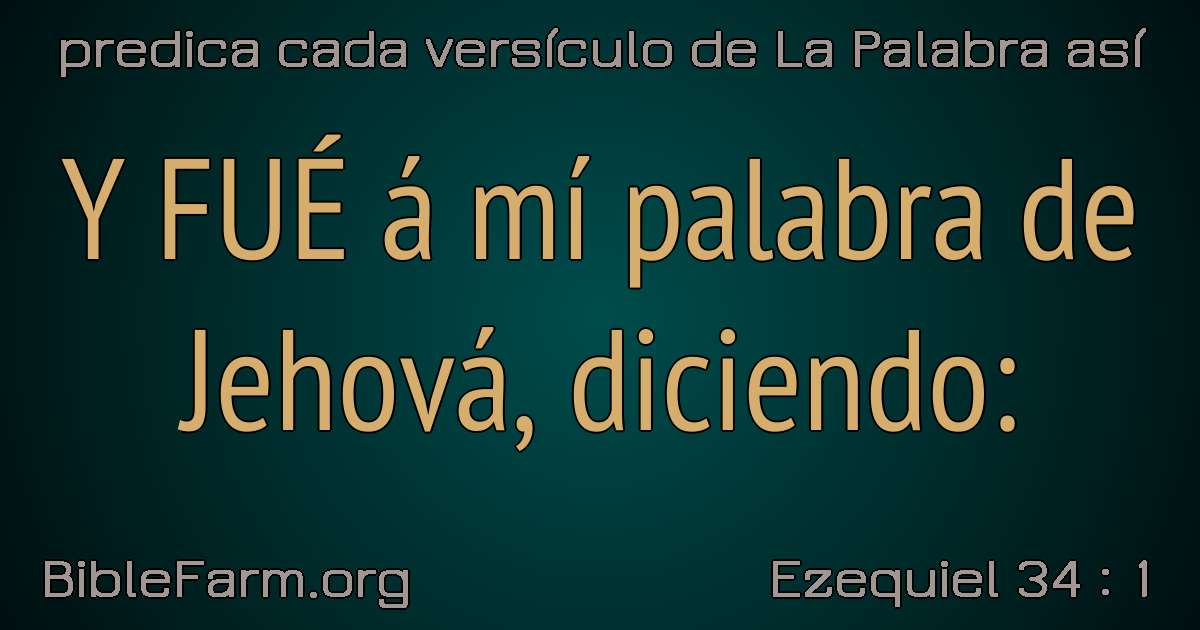 predica cada versículo de La Palabra así
Y FUÉ á mí palabra de
Jehová, diciendo:
BibleFarm.org
Ezequiel 34 : 1